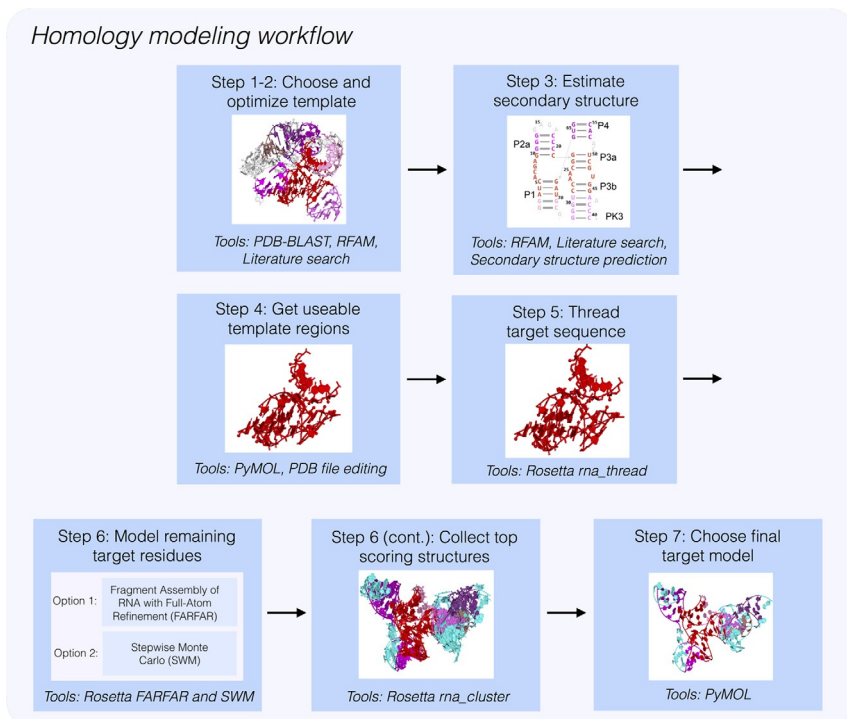 Homology modeling workflow
Step 1-2: Choose and
optimize template
Tools: PDB-BLAST, RFAM,
Literature search
Step 3: Estimate
secondary structure
P4
P2a
P3a
P1
P3b
PK3
Tools: RFAM, Literature search,
Secondary structure prediction
Step 4: Get useable
template regions
Tools: PyMOL, PDB file editing
Step 5: Thread
target sequence
Tools: Rosetta rna_thread
Step 6: Model remaining
target residues
Option 1:
Fragment Assembly of
RNA with Full-Atom
Refinement (FARFAR)
Option 2:
Stepwise Monte
Carlo (SWM)
Tools: Rosetta FARFAR and SWM
Step 6 (cont.): Collect top
scoring structures
Tools: Rosetta rna_cluster
Step 7: Choose final
target model
Tools: PyMOL